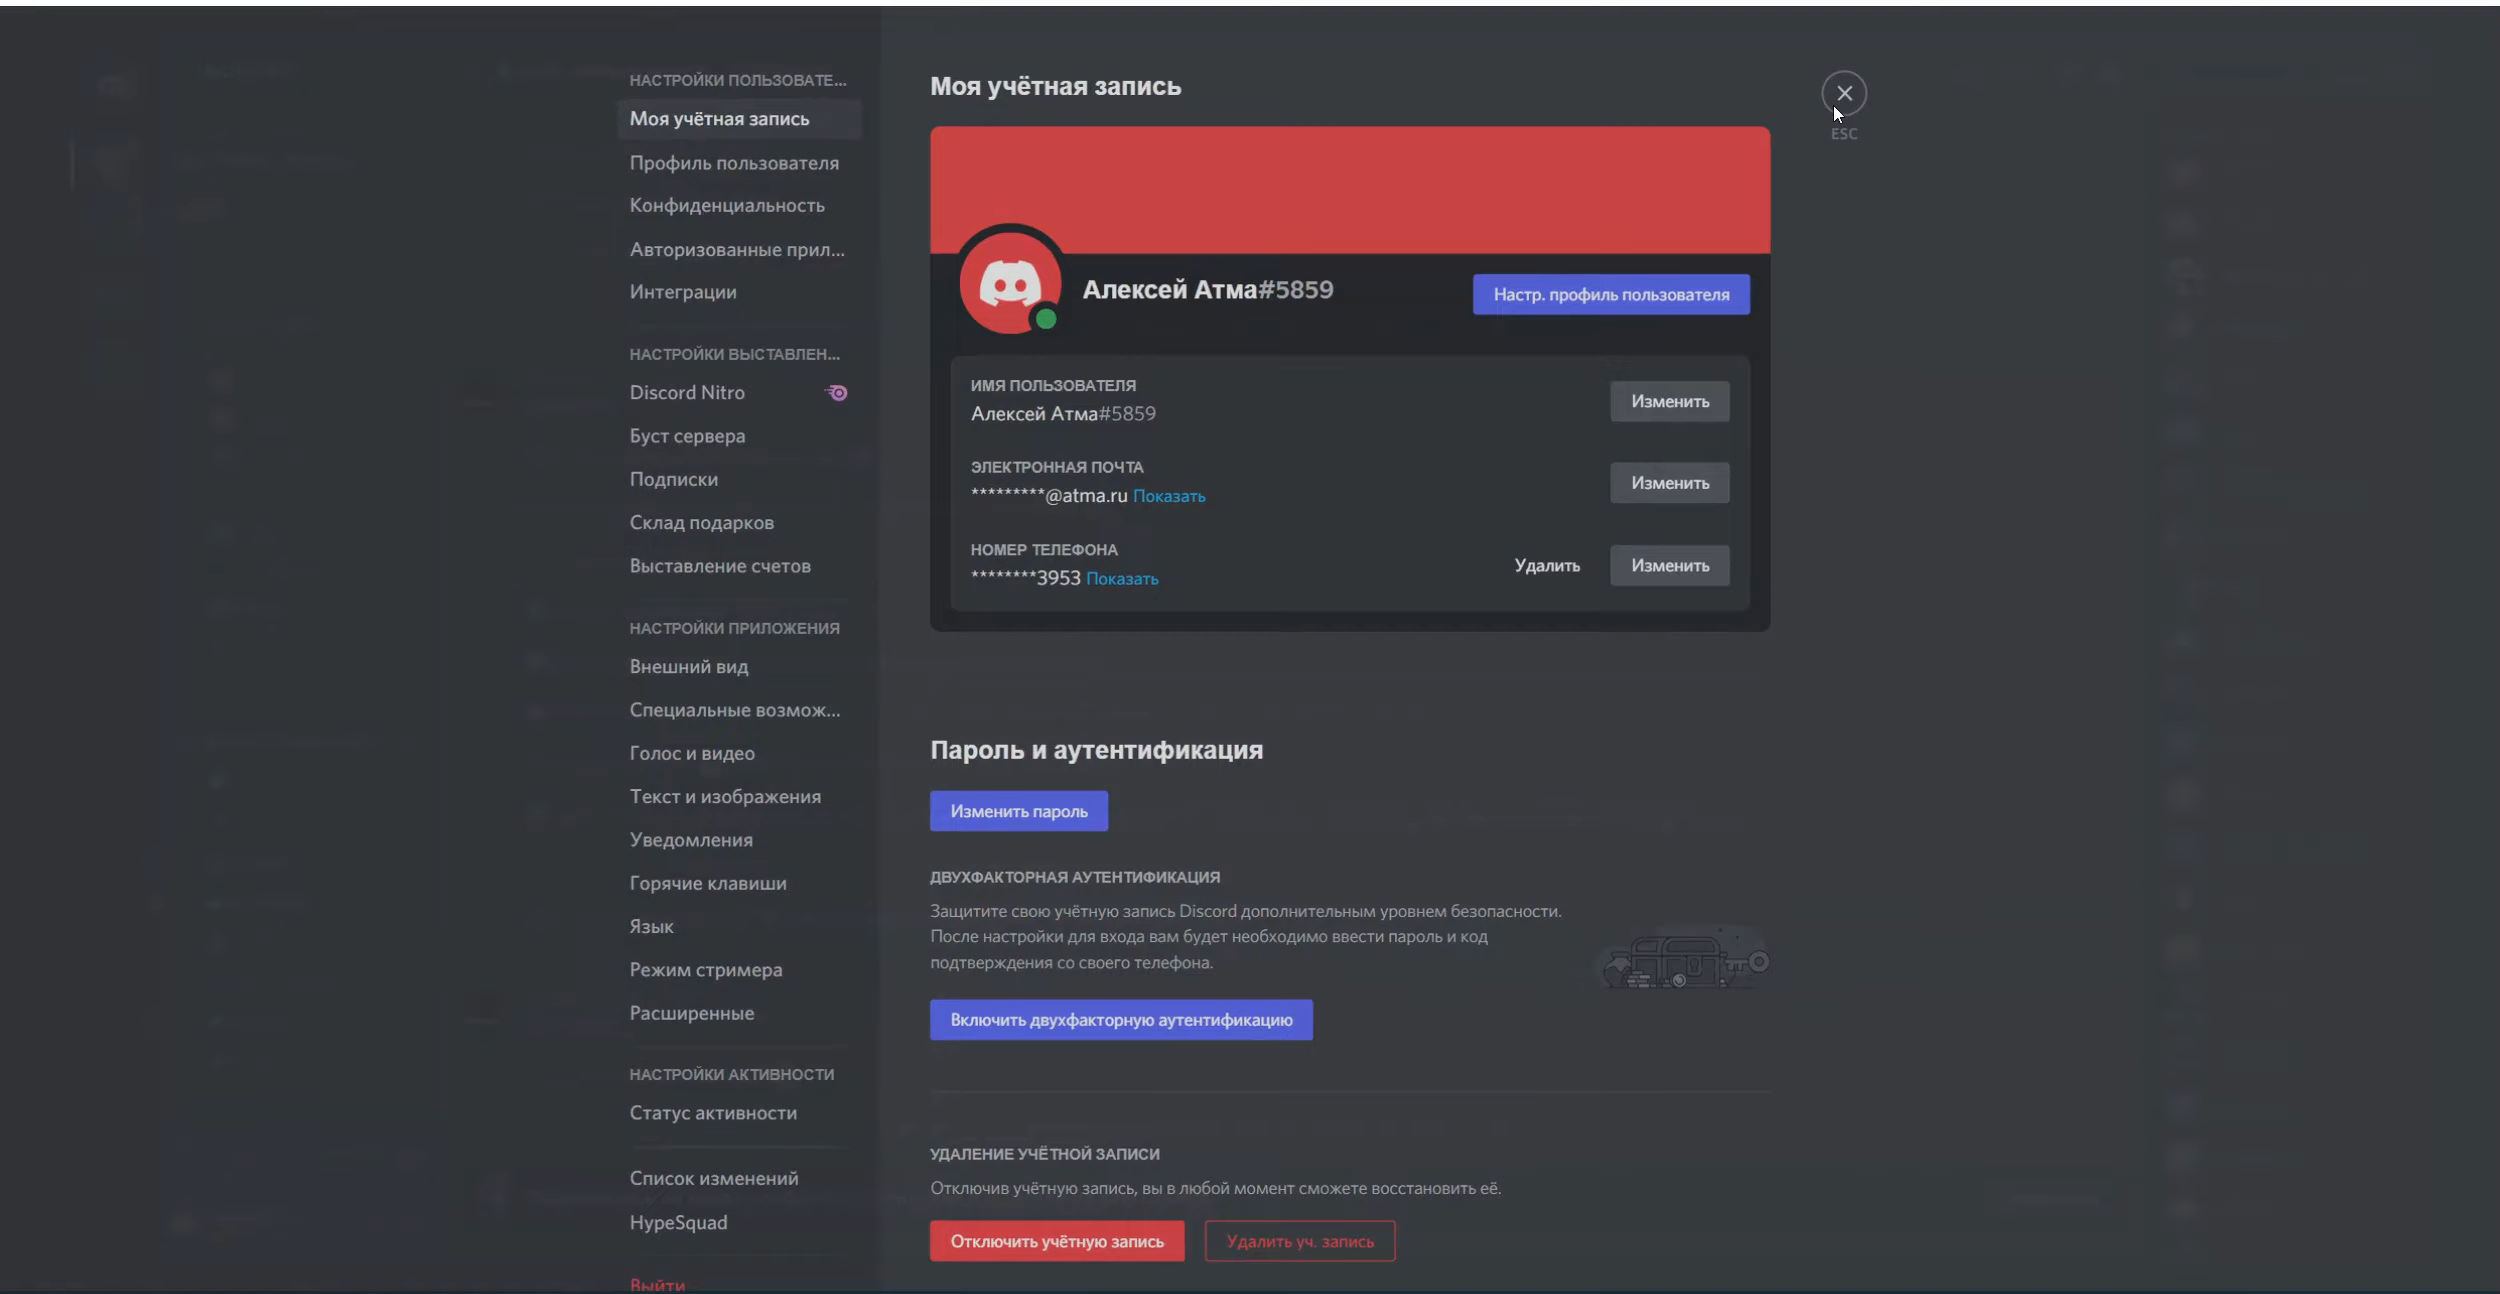 НАСТРОЙКИ ПОЛЬЗОВАТЕ...
Моя учётная запись
Профиль пользователя
Конфиденциальность
Авторизованные прил...
Интеграции
НАСТРОЙКИ ВЫСТАВЛЕН...
Discord Nitro
Буст сервера
Подписки
Склад подарков
Выставление счетов
НАСТРОЙКИ ПРИЛОЖЕНИЯ
Внешний вид
Специальные возмож...
Голос и видео
Текст и изображения
Уведомления
Горячие клавиши
Язык
Режим стримера
Расширенные
НАСТРОЙКИ АКТИВНОСТИ
Статус активности
Список изменений
HypeSquad
Выйти
Моя учётная запись
ESC
Алексей Атма#5859
Настр. профиль пользователя
ИМЯ ПОЛЬЗОВАТЕЛЯ
Алексей Атма#5859
Изменить
ЭЛЕКТРОННАЯ ПОЧТА
*********@atma.ru Показать
Изменить
НОМЕР ТЕЛЕФОНА
********3953 Показать
Удалить
Изменить
Пароль и аутентификация
Изменить пароль
ДВУХФАКТОРНАЯ АУТЕНТИФИКАЦИЯ
Защитите свою учётную запись Discord дополнительным уровнем безопасности.
После настройки для входа вам будет необходимо ввести пароль и код
подтверждения со своего телефона.
Включить двухфакторную аутентификацию
УДАЛЕНИЕ УЧЁТНОЙ ЗАПИСИ
Отключив учётную запись, вы в любой момент сможете восстановить её.
Отключить учётную запись
Удалить уч. запись